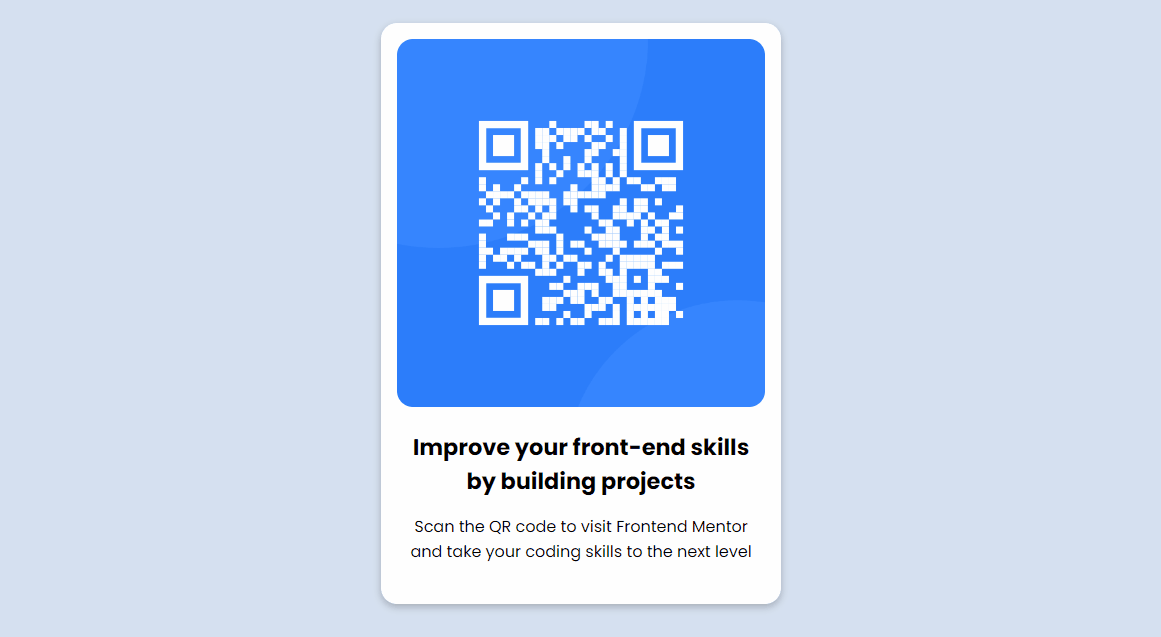 Improve your front-end skills
by building projects
Scan the QR code to visit Frontend Mentor
and take your coding skills to the next level